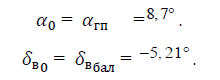 α₀ = αгп = 8,7°.
δв₀ = δвбал = −5,21°.